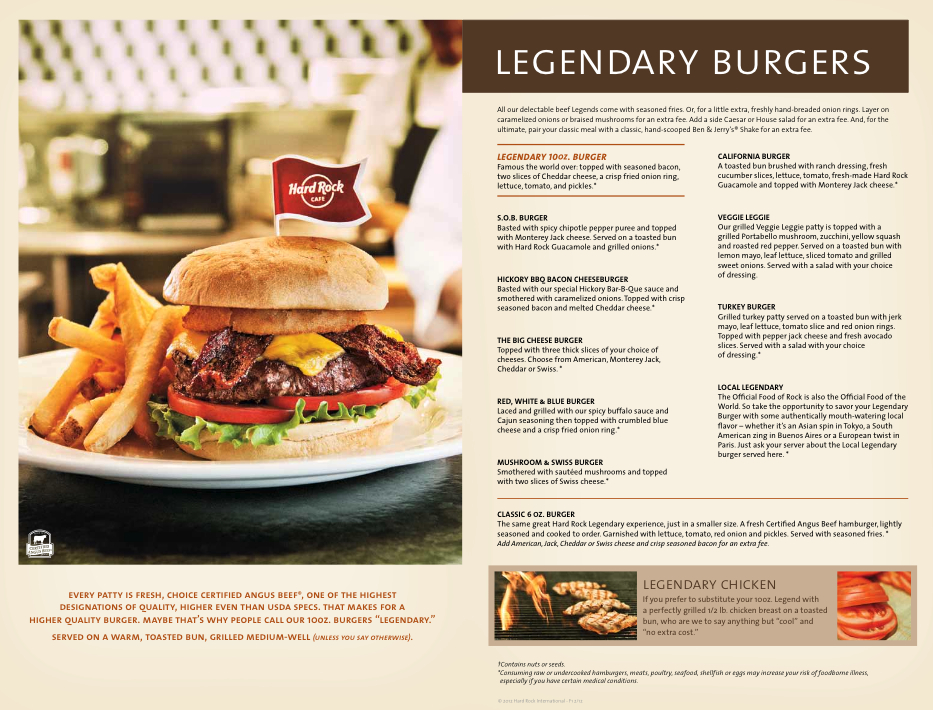 Hard Rock
CAFE
CERTIFIED
ANGUS BEEF
EVERY PATTY IS FRESH, CHOICE CERTIFIED ANGUS BEEF®, ONE OF THE HIGHEST
DESIGNATIONS OF QUALITY, HIGHER EVEN THAN USDA SPECS. THAT MAKES FOR A
HIGHER QUALITY BURGER. MAYBE THAT'S WHY PEOPLE CALL OUR 10OZ. BURGERS "LEGENDARY."
SERVED ON A WARM, TOASTED BUN, GRILLED MEDIUM-WELL (UNLESS YOU SAY OTHERWISE).
LEGENDARY BURGERS
All our delectable beef Legends come with seasoned fries. Or, for a little extra, freshly hand-breaded onion rings. Layer on
caramelized onions or braised mushrooms for an extra fee. Add a side Caesar or House salad for an extra fee. And, for the
ultimate, pair your classic meal with a classic, hand-scooped Ben & Jerry's® Shake for an extra fee.
LEGENDARY 10OZ. BURGER
Famous the world over: topped with seasoned bacon,
two slices of Cheddar cheese, a crisp fried onion ring,
lettuce, tomato, and pickles.*
S.O.B. BURGER
Basted with spicy chipotle pepper puree and topped
with Monterey Jack cheese. Served on a toasted bun
with Hard Rock Guacamole and grilled onions.*
HICKORY BBQ BACON CHEESEBURGER
Basted with our special Hickory Bar-B-Que sauce and
smothered with caramelized onions. Topped with crisp
seasoned bacon and melted Cheddar cheese.*
THE BIG CHEESE BURGER
Topped with three thick slices of your choice of
cheeses. Choose from American, Monterey Jack,
Cheddar or Swiss. *
RED, WHITE & BLUE BURGER
Laced and grilled with our spicy buffalo sauce and
Cajun seasoning then topped with crumbled blue
cheese and a crisp fried onion ring.*
MUSHROOM & SWISS BURGER
Smothered with sautéed mushrooms and topped
with two slices of Swiss cheese.*
CALIFORNIA BURGER
A toasted bun brushed with ranch dressing, fresh
cucumber slices, lettuce, tomato, fresh-made Hard Rock
Guacamole and topped with Monterey Jack cheese.*
VEGGIE LEGGIE
Our grilled Veggie Leggie patty is topped with a
grilled Portabello mushroom, zucchini, yellow squash
and roasted red pepper. Served on a toasted bun with
lemon mayo, leaf lettuce, sliced tomato and grilled
sweet onions. Served with a salad with your choice
of dressing.
TURKEY BURGER
Grilled turkey patty served on a toasted bun with jerk
mayo, leaf lettuce, tomato slice and red onion rings.
Topped with pepper jack cheese and fresh avocado
slices. Served with a salad with your choice
of dressing.*
LOCAL LEGENDARY
The Official Food of Rock is also the Official Food of the
World. So take the opportunity to savor your Legendary
Burger with some authentically mouth-watering local
flavor – whether it's an Asian spin in Tokyo, a South
American zing in Buenos Aires or a European twist in
Paris. Just ask your server about the Local Legendary
burger served here. *
CLASSIC 6 OZ. BURGER
The same great Hard Rock Legendary experience, just in a smaller size. A fresh Certified Angus Beef hamburger, lightly
seasoned and cooked to order. Garnished with lettuce, tomato, red onion and pickles. Served with seasoned fries. *
Add American, Jack, Cheddar or Swiss cheese and crisp seasoned bacon for an extra fee.
LEGENDARY CHICKEN
If you prefer to substitute your 10oz. Legend with
a perfectly grilled 1/2 lb. chicken breast on a toasted
bun, who are we to say anything but "cool" and
"no extra cost."
†Contains nuts or seeds.
*Consuming raw or undercooked hamburgers, meats, poultry, seafood, shellfish or eggs may increase your risk of foodborne illness,
especially if you have certain medical conditions.
Hard Rock International